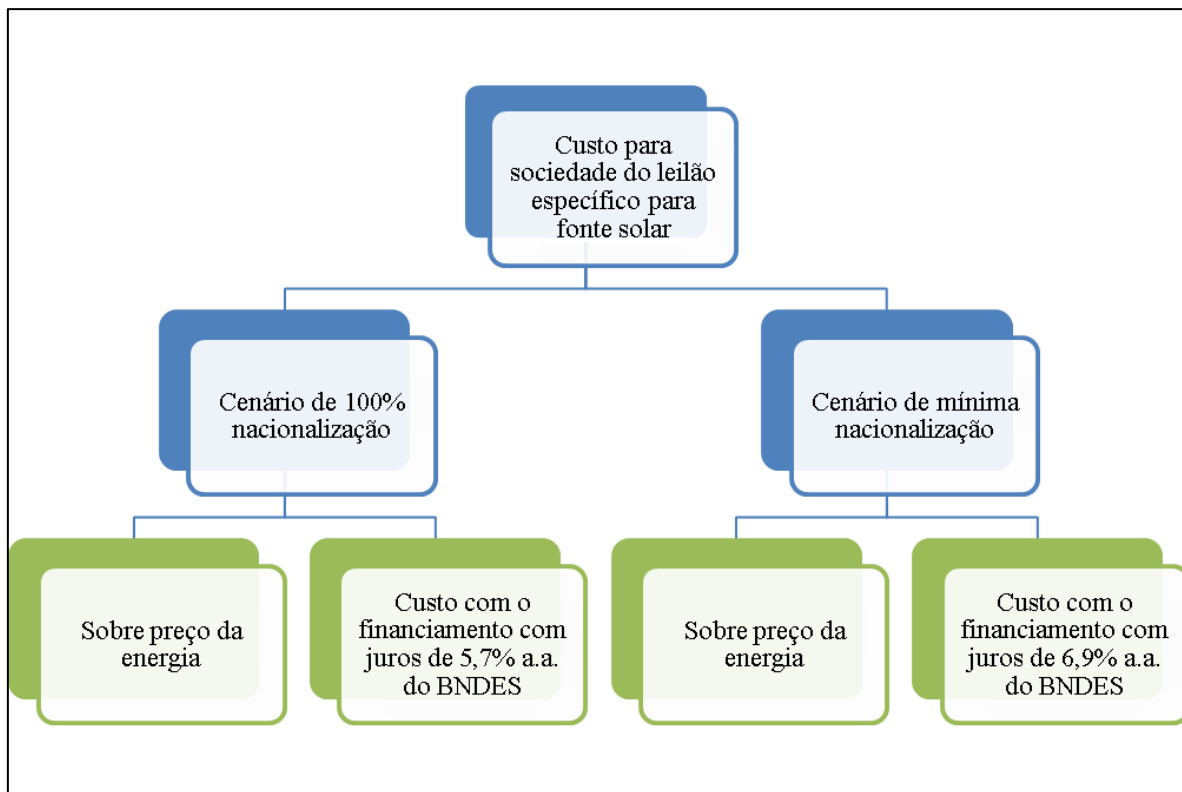 Custo para
sociedade do leilão
específico para
fonte solar
Cenário de 100%
nacionalização
Cenário de mínima
nacionalização
Sobre preço da
energia
Custo com o
financiamento com
juros de 5,7% a.a.
do BNDES
Sobre preço da
energia
Custo com o
financiamento com
juros de 6,9% a.a.
do BNDES